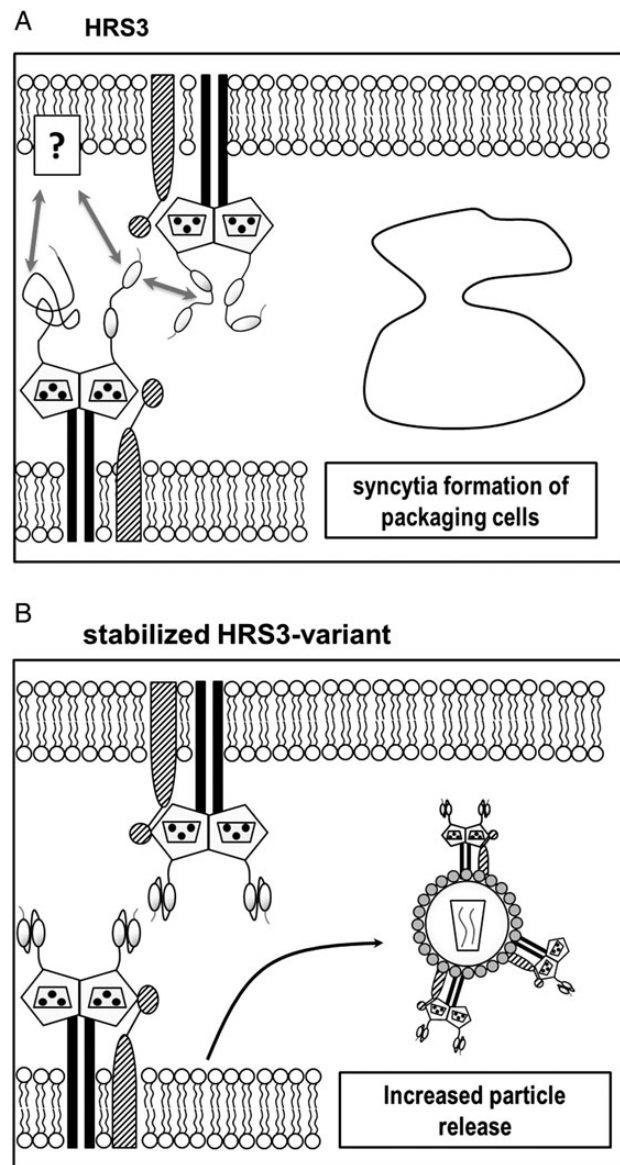 A
HRS3
?
syncytia formation of
packaging cells
B
stabilized HRS3-variant
Increased particle
release